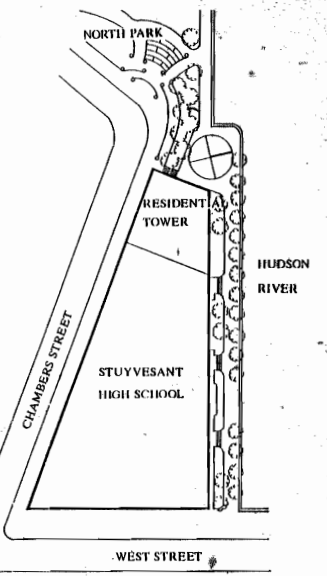 NORTH PARK
RESIDENTIAL
TOWER
HUDSON
RIVER
CHAMBERS STREET
STUYVESANT
HIGH SCHOOL
WEST STREET